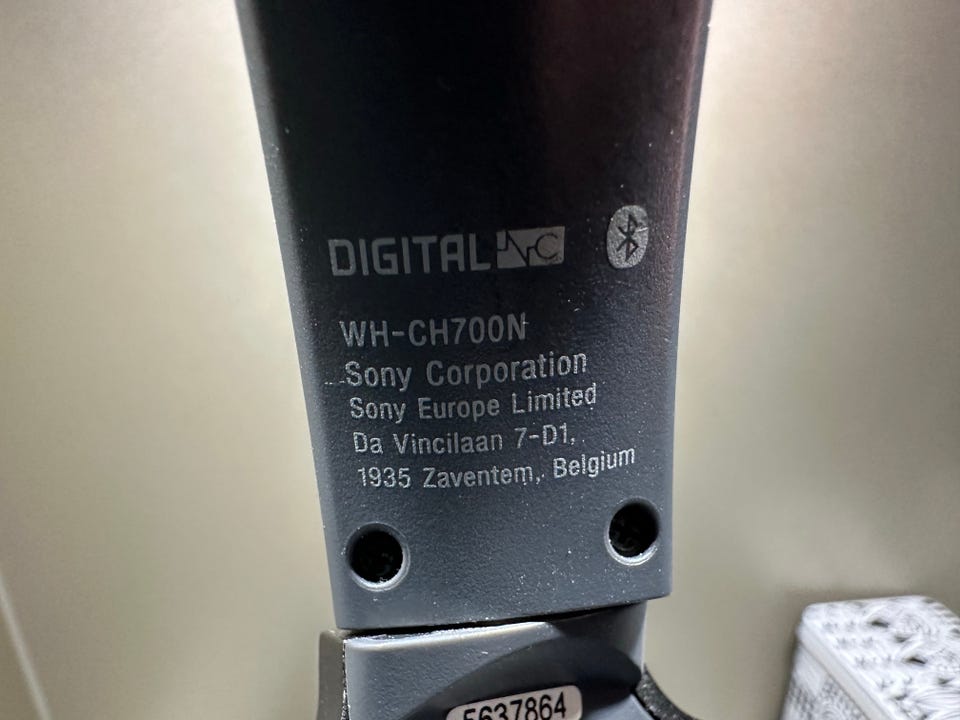 DIGITAL NC
WH-CH700N
Sony Corporation
Sony Europe Limited
Da Vincilaan 7-D1,
1935 Zaventem, Belgium
5637864